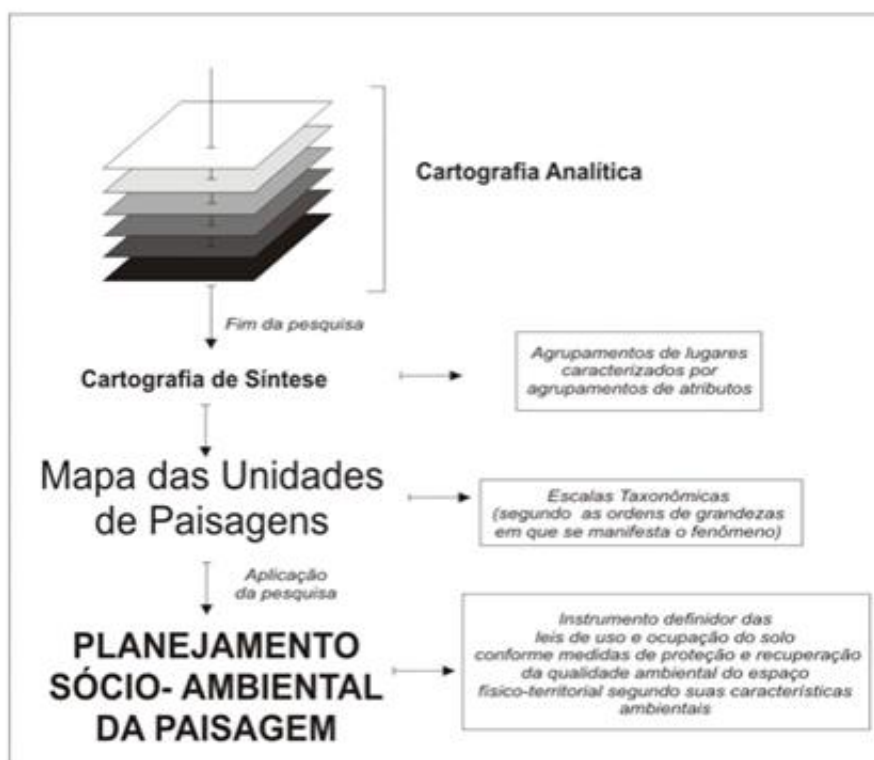 Cartografia Analítica
Fim da pesquisa
Cartografia de Síntese
Agrupamentos de lugares
caracterizados por
agrupamentos de atributos
Mapa das Unidades
de Paisagens
Escalas Taxonômicas
(segundo as ordens de grandezas
em que se manifesta o fenômeno)
Aplicação
da pesquisa
PLANEJAMENTO
SÓCIO- AMBIENTAL
DA PAISAGEM
Instrumento definidor das
leis de uso e ocupação do solo
conforme medidas de proteção e recuperação
da qualidade ambiental do espaço
físico-territorial segundo suas características
ambientais